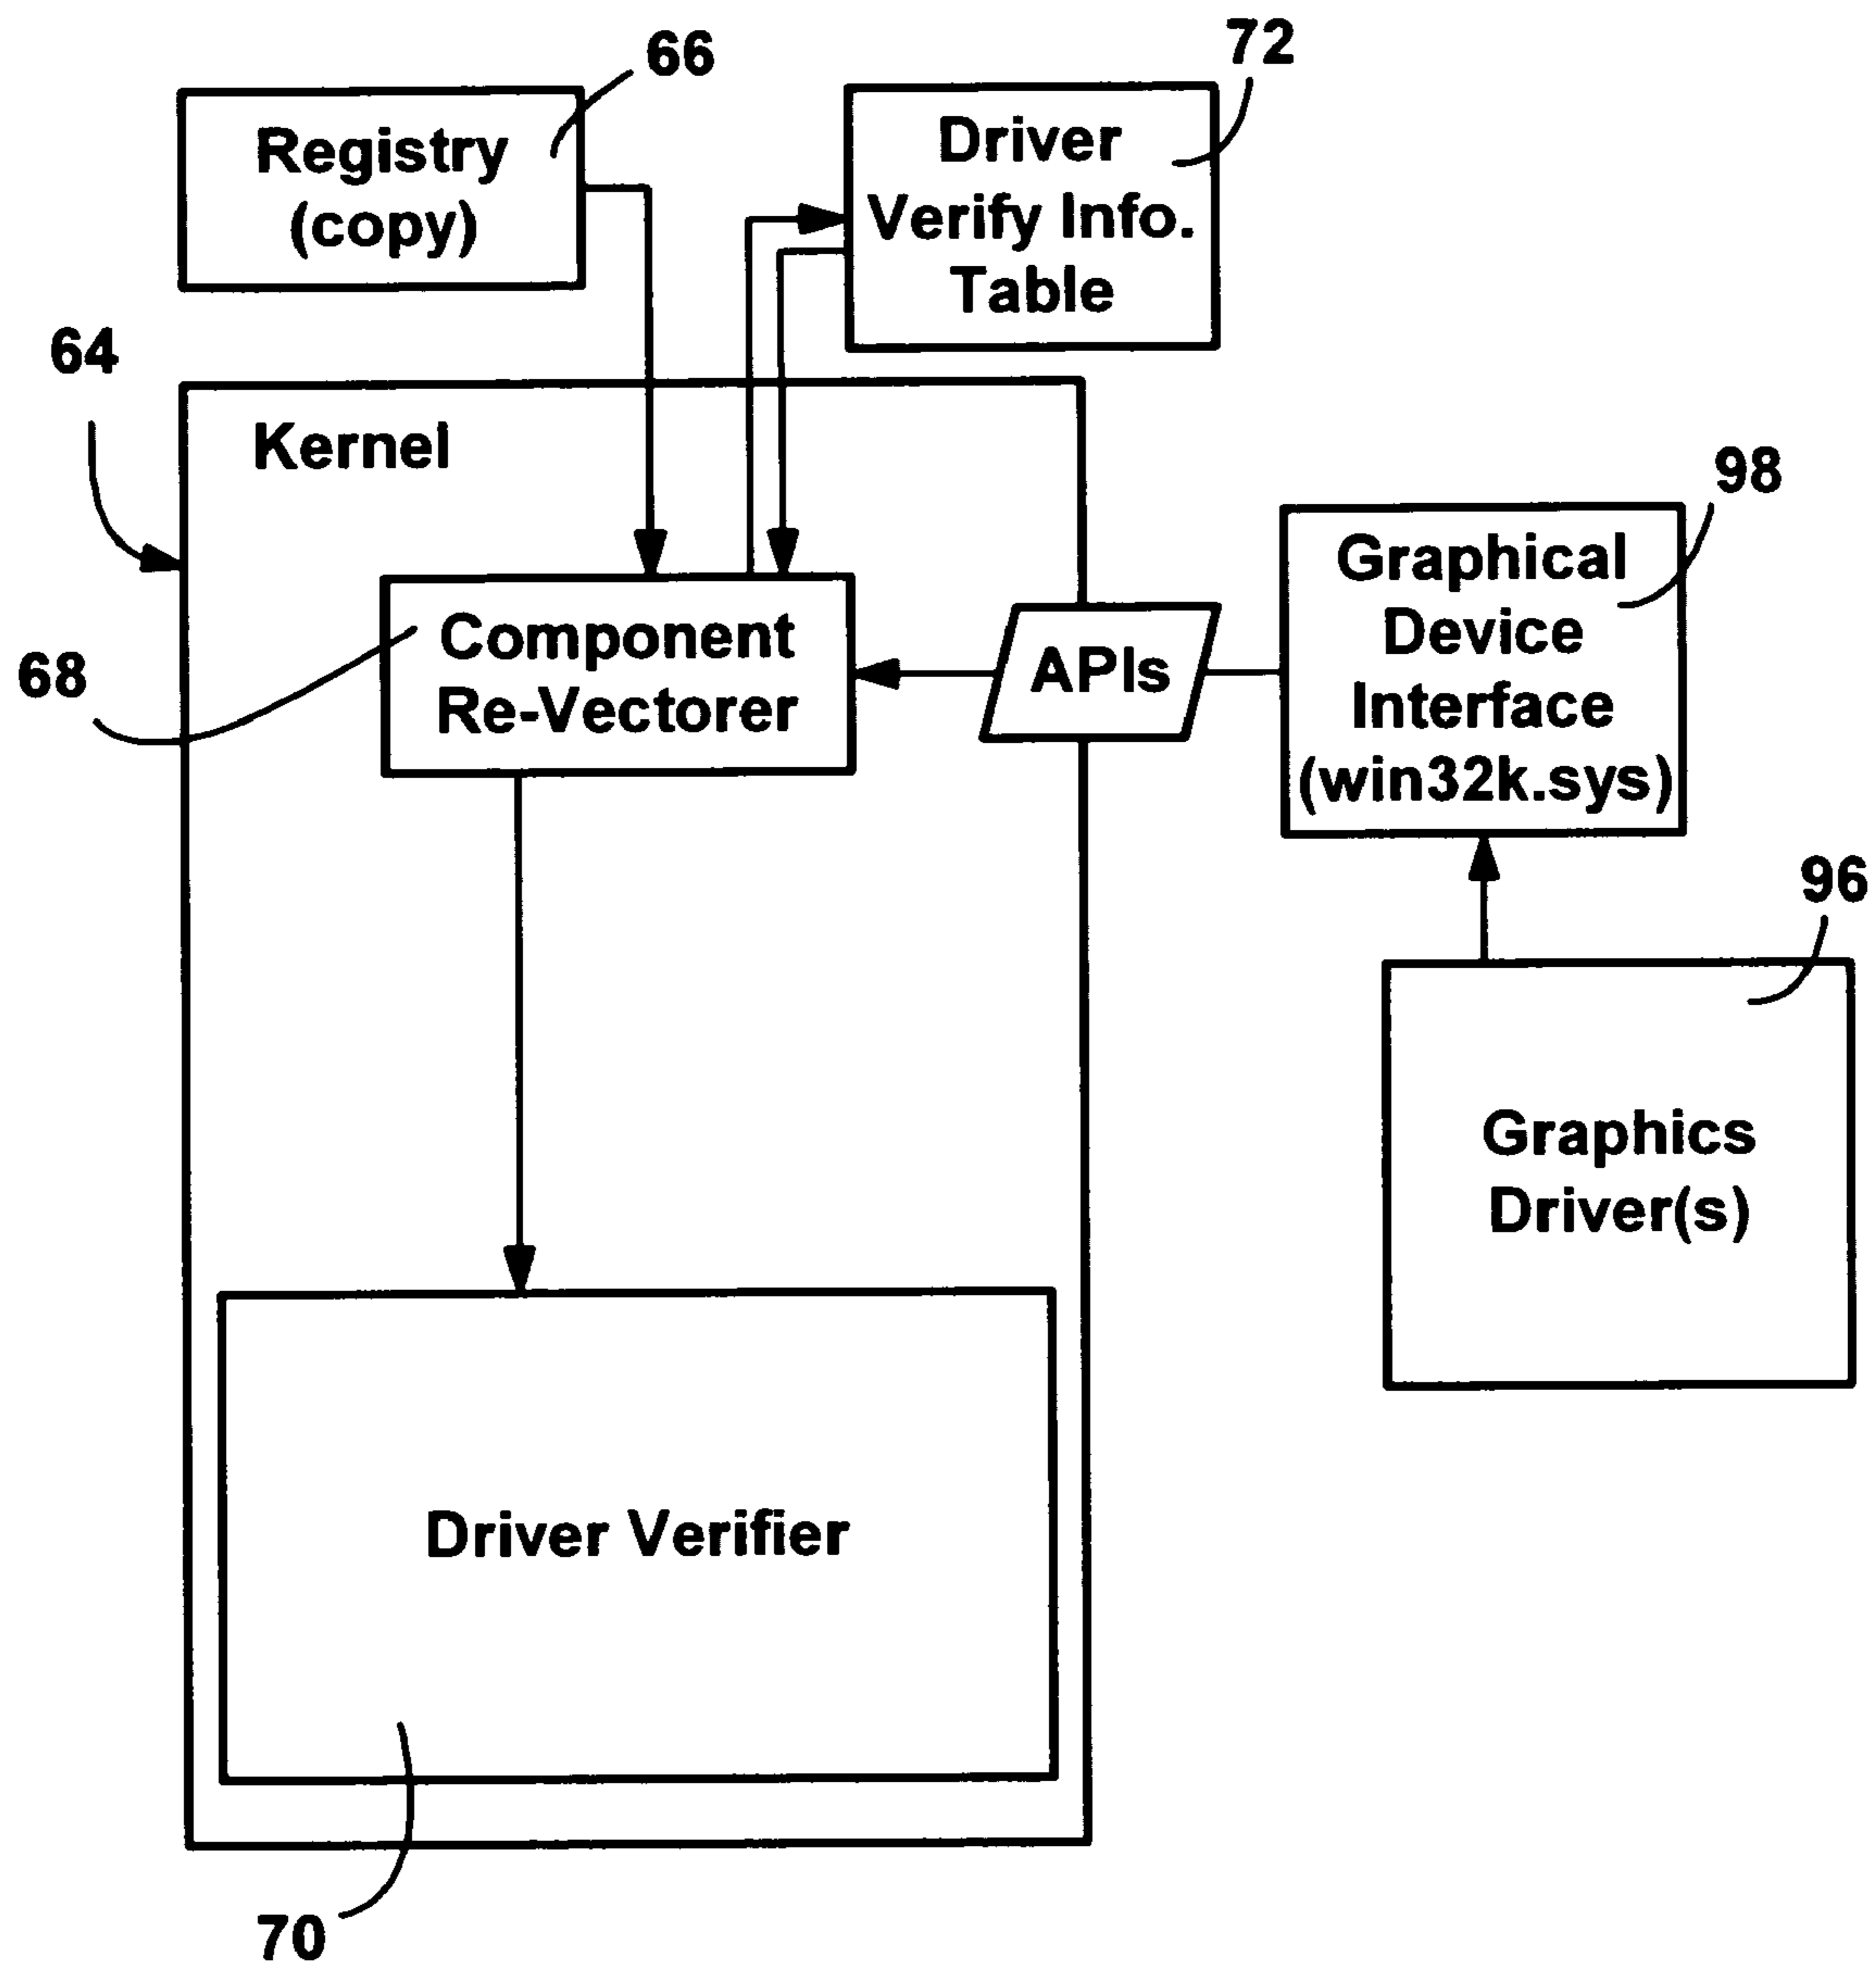 66
72
Registry
(copy)
Driver
Verify Info.
Table
64
Kernel
98
Graphical
Device
Interface
(win32k.sys)
Component
Re-Vectorer
APIs
68
96
Graphics
Driver(s)
Driver Verifier
70